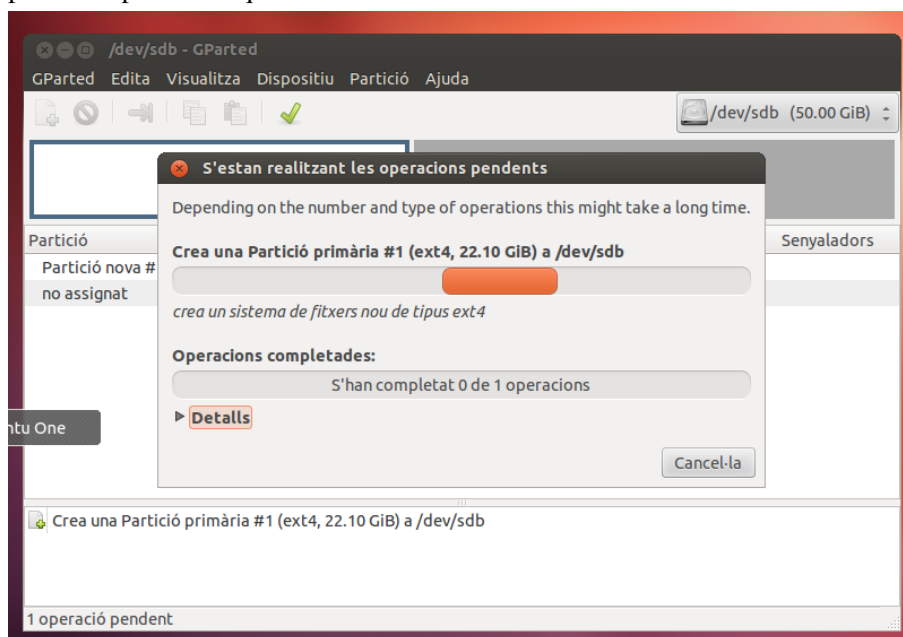 /dev/sdb - GParted
GParted Edita Visualitza Dispositiu Partició Ajuda
/dev/sdb (50.00 GiB)
S'estan realitzant les operacions pendents
Depending on the number and type of operations this might take a long time.
Partició
Senyaladors
Crea una Partició primària #1 (ext4, 22.10 GiB) a /dev/sdb
Partició nova #
no assignat
crea un sistema de fitxers nou de tipus ext4
Operacions completades:
S'han completat 0 de 1 operacions
Detalls
ntu One
Cancel·la
Crea una Partició primària #1 (ext4, 22.10 GiB) a /dev/sdb
1 operació pendent